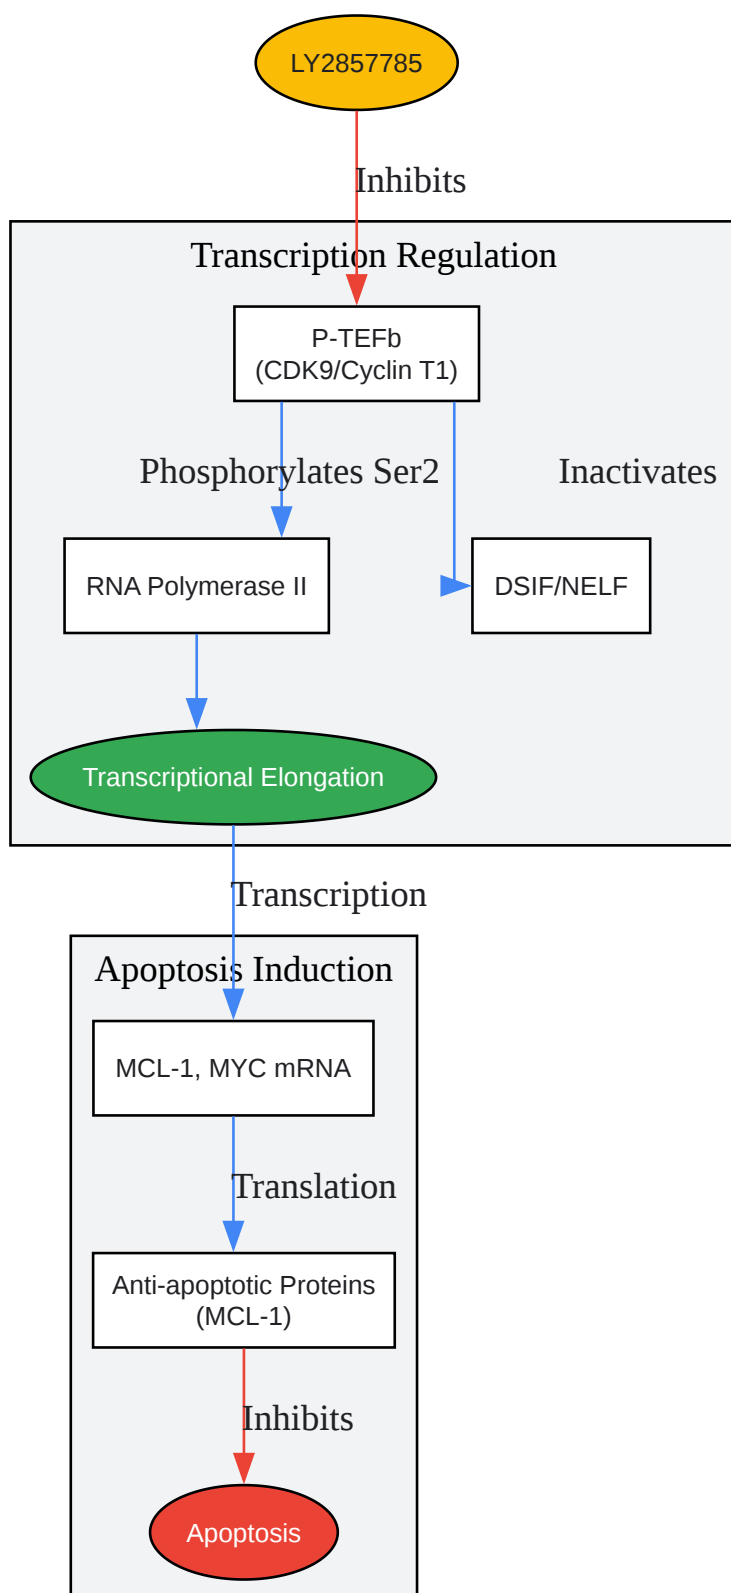 LY2857785
Inhibits
Transcription Regulation
P-TEFb
(CDK9/Cyclin T1)
Phosphorylates Ser2
Inactivates
RNA Polymerase II
DSIF/NELF
Transcriptional Elongation
Transcription
Apoptosis Induction
MCL-1, MYC mRNA
Translation
Anti-apoptotic Proteins
(MCL-1)
Inhibits
Apoptosis